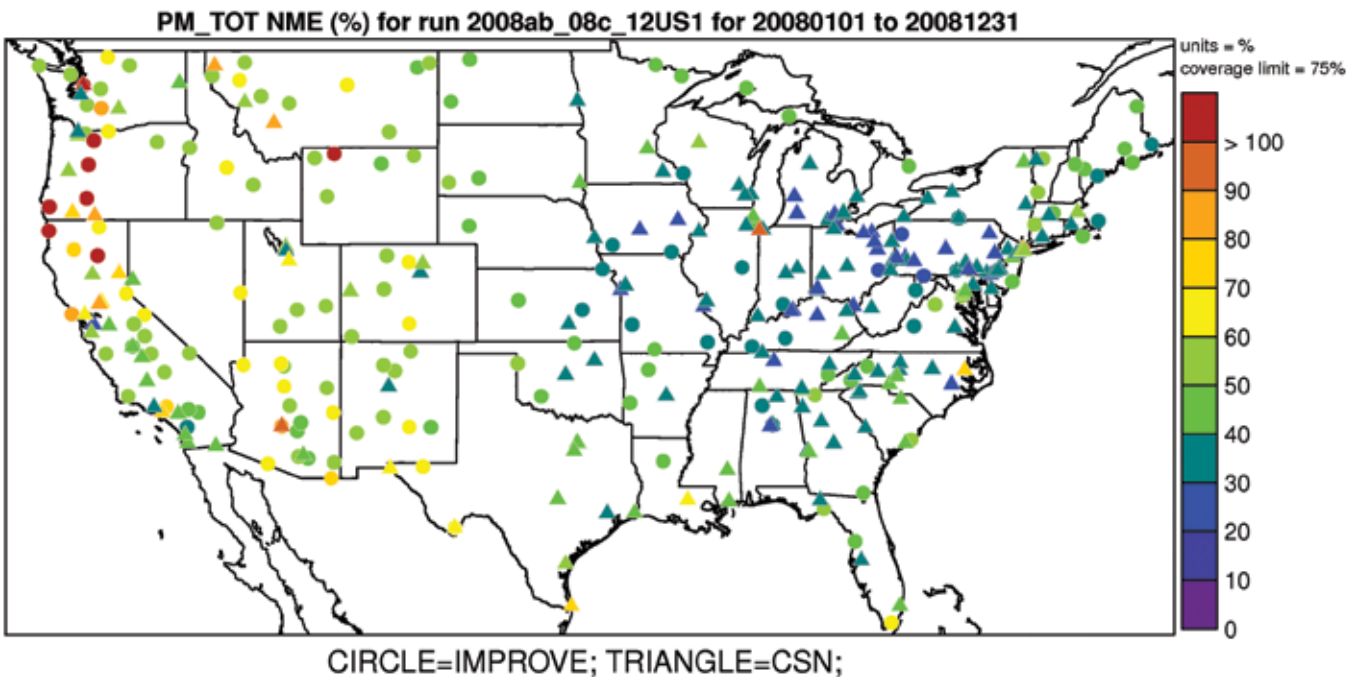 PM_TOT NME (%) for run 2008ab_08c_12US1 for 20080101 to 20081231
units = %
coverage limit = 75%
> 100
90
80
70
60
50
40
30
20
10
0
CIRCLE=IMPROVE; TRIANGLE=CSN;